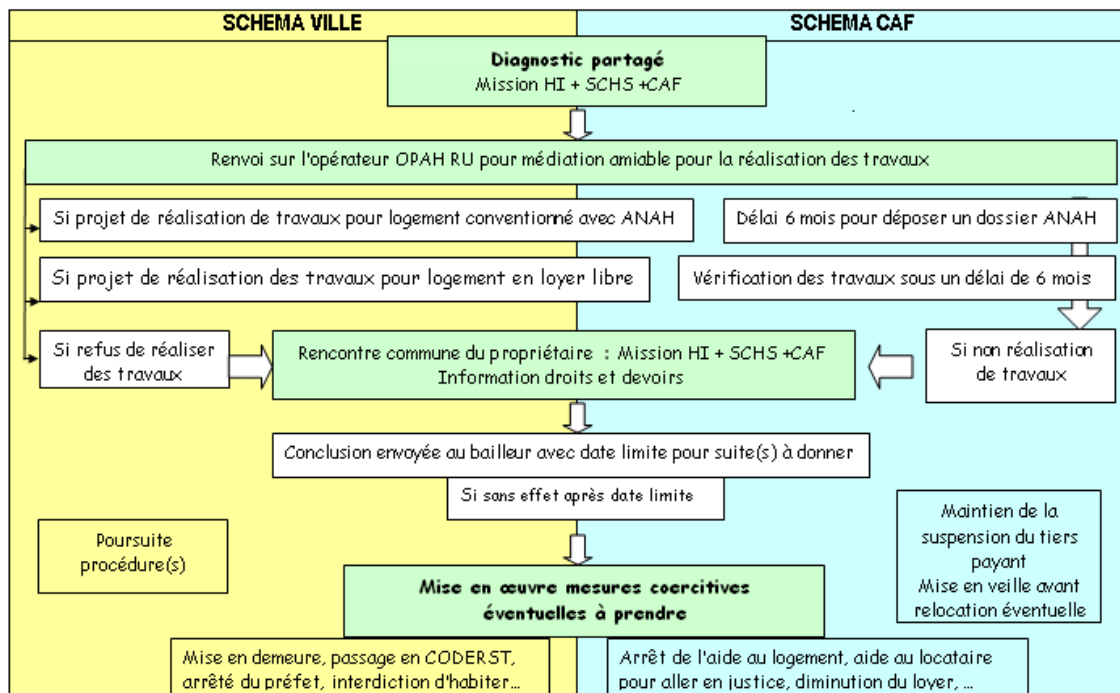 SCHEMA VILLE
SCHEMA CAF
Diagnostic partagé
Mission HI + SCHS +CAF
Renvoi sur l'opérateur OPAH RU pour médiation amiable pour la réalisation des travaux
Si projet de réalisation de travaux pour logement conventionné avec ANAH
Délai 6 mois pour déposer un dossier ANAH
Si projet de réalisation des travaux pour logement en loyer libre
Vérification des travaux sous un délai de 6 mois
Si refus de réaliser
des travaux
Rencontre commune du propriétaire : Mission HI + SCHS +CAF
Information droits et devoirs
Si non réalisation
de travaux
Conclusion envoyée au bailleur avec date limite pour suite(s) à donner
Si sans effet après date limite
Poursuite
procédure(s)
Maintien de la
suspension du tiers
payant
Mise en veille avant
relocation éventuelle
Mise en œuvre mesures coercitives
éventuelles à prendre
Mise en demeure, passage en CODERST,
arrêté du préfet, interdiction d'habiter...
Arrêt de l'aide au logement, aide au locataire
pour aller en justice, diminution du loyer, ...